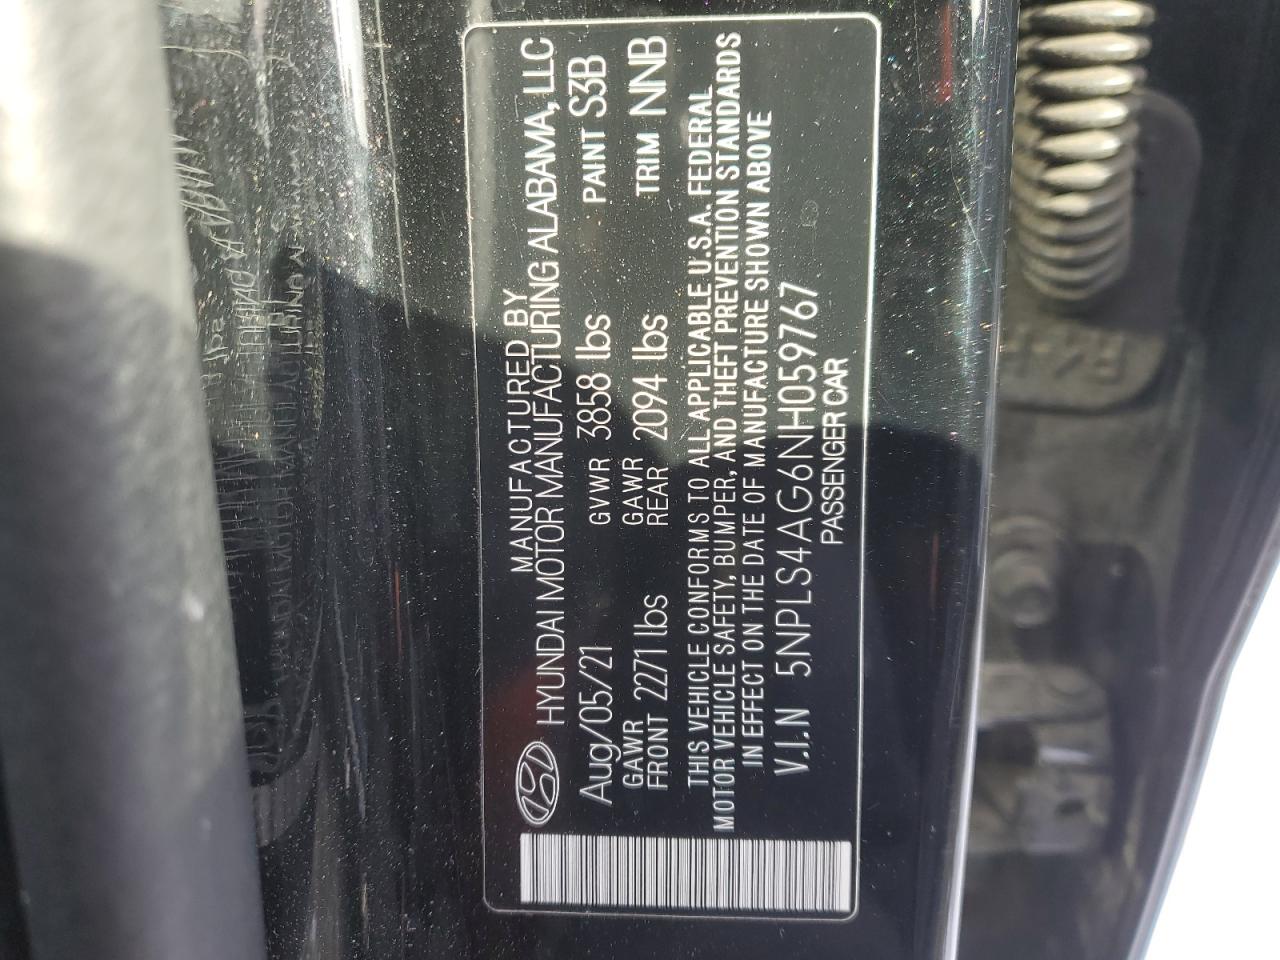 MANUFACTURED BY
HYUNDAI MOTOR MANUFACTURING ALABAMA, LLC
Aug/05/21 GVWR 3858 lbs PAINT S3B
GAWR GAWR
FRONT 2271 lbs REAR 2094 lbs TRIM NNB
THIS VEHICLE CONFORMS TO ALL APPLICABLE U.S.A. FEDERAL
MOTOR VEHICLE SAFETY, BUMPER, AND THEFT PREVENTION STANDARDS
IN EFFECT ON THE DATE OF MANUFACTURE SHOWN ABOVE
V.I.N 5NPLS4AG6NH059767
PASSENGER CAR